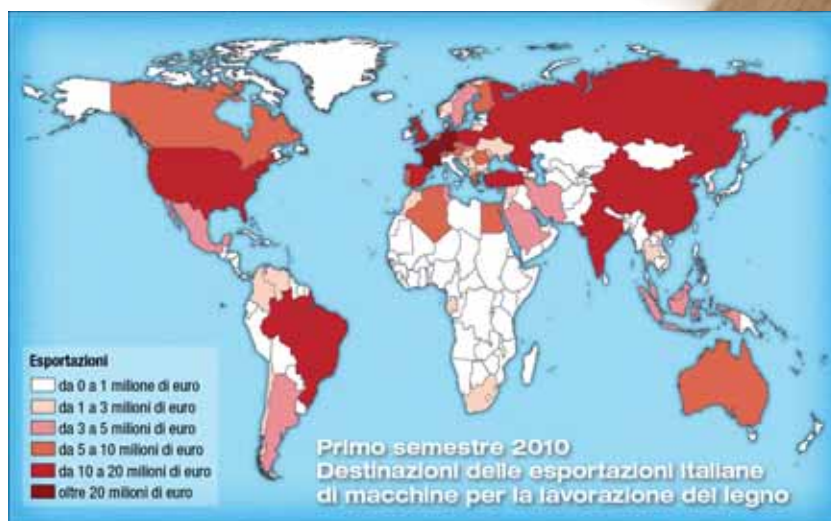 Esportazioni
da 0 a 1 milione di euro
da 1 a 3 milioni di euro
da 3 a 5 milioni di euro
da 5 a 10 milioni di euro
da 10 a 20 milioni di euro
oltre 20 milioni di euro
Primo semestre 2010
Destinazioni delle esportazioni italiane
di macchine per la lavorazione del legno